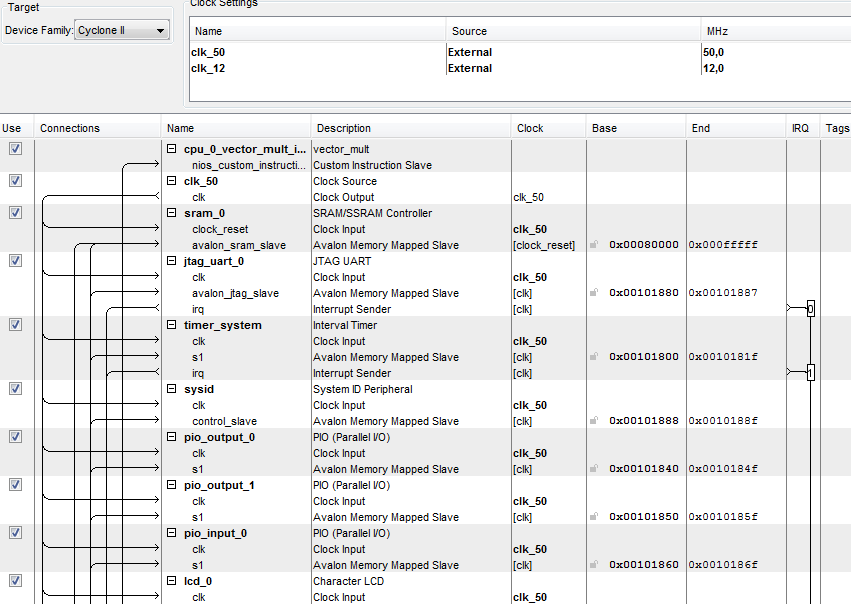 Target
Clock Settings
Device Family: Cyclone II
Name Source MHz
clk_50 External 50,0
clk_12 External 12,0
Use Connections Name Description Clock Base End IRQ Tags
cpu_0_vector_mult_i... vector_mult
nios_custom_instructi... Custom Instruction Slave
clk_50 Clock Source
clk Clock Output clk_50
sram_0 SRAM/SSRAM Controller
clock_reset Clock Input clk_50
avalon_sram_slave Avalon Memory Mapped Slave [clock_reset] 0x00080000 0x000fffff
jtag_uart_0 JTAG UART
clk Clock Input clk_50
avalon_jtag_slave Avalon Memory Mapped Slave [clk] 0x00101880 0x00101887
irq Interrupt Sender [clk] 0
timer_system Interval Timer
clk Clock Input clk_50
s1 Avalon Memory Mapped Slave [clk] 0x00101800 0x0010181f
irq Interrupt Sender [clk] 1
sysid System ID Peripheral
clk Clock Input clk_50
control_slave Avalon Memory Mapped Slave [clk] 0x00101888 0x0010188f
pio_output_0 PIO (Parallel I/O)
clk Clock Input clk_50
s1 Avalon Memory Mapped Slave [clk] 0x00101840 0x0010184f
pio_output_1 PIO (Parallel I/O)
clk Clock Input clk_50
s1 Avalon Memory Mapped Slave [clk] 0x00101850 0x0010185f
pio_input_0 PIO (Parallel I/O)
clk Clock Input clk_50
s1 Avalon Memory Mapped Slave [clk] 0x00101860 0x0010186f
lcd_0 Character LCD
clk Clock Input clk_50